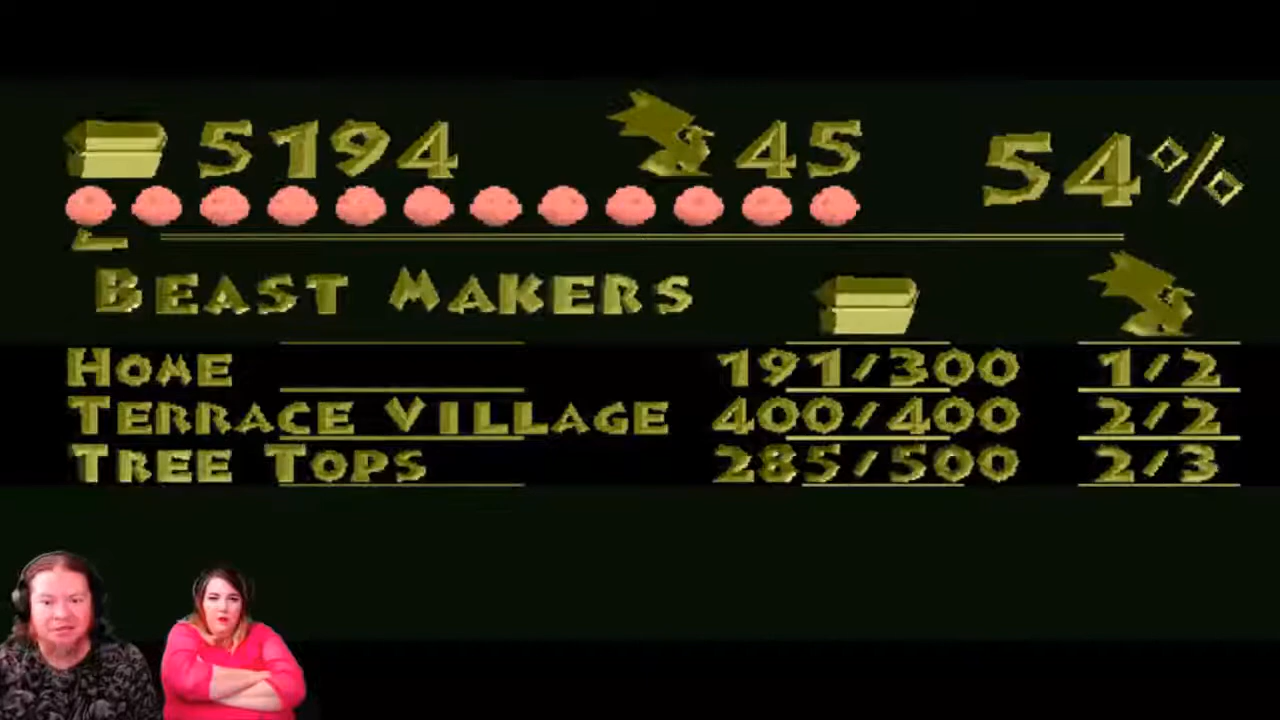 5194 45 54%
BEAST MAKERS
HOME 191/300 1/2
TERRACE VILLAGE 400/400 2/2
TREE TOPS 285/500 2/3